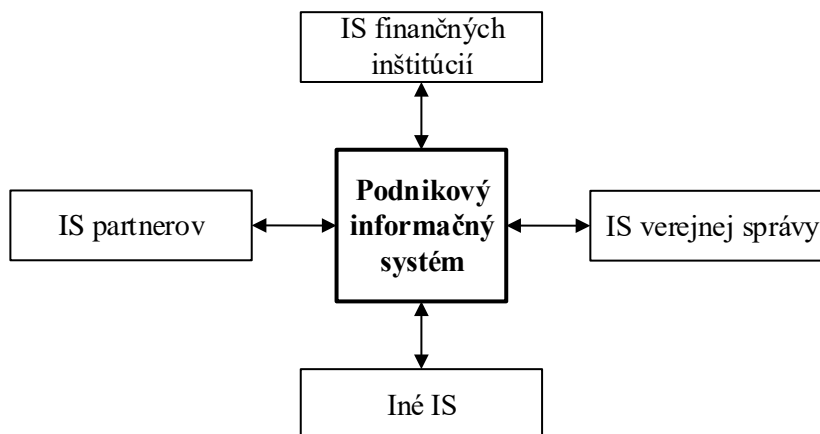 IS finančných
inštitúcií
Podnikový
informačný
systém
IS partnerov
IS verejnej správy
Iné IS